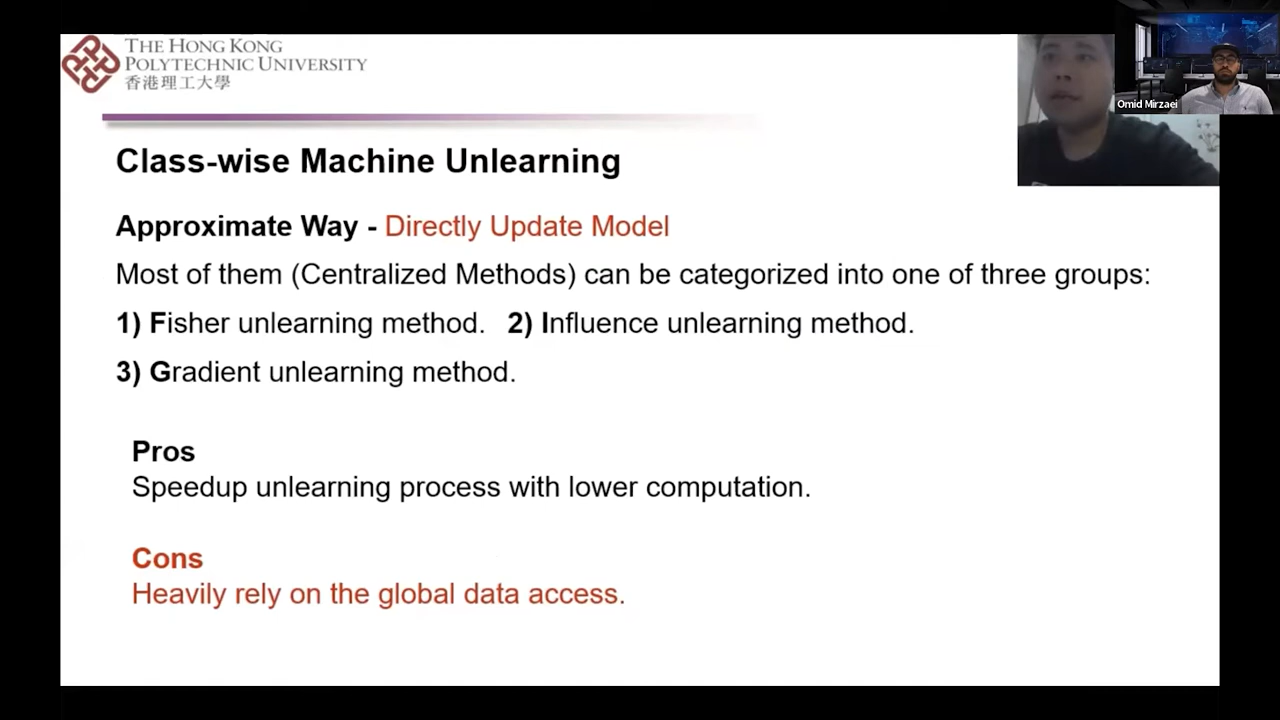 THE HONG KONG
POLYTECHNIC UNIVERSITY
香港理工大學
Omid Mirzaei
Class-wise Machine Unlearning
Approximate Way - Directly Update Model
Most of them (Centralized Methods) can be categorized into one of three groups:
1) Fisher unlearning method. 2) Influence unlearning method.
3) Gradient unlearning method.
Pros
Speedup unlearning process with lower computation.
Cons
Heavily rely on the global data access.